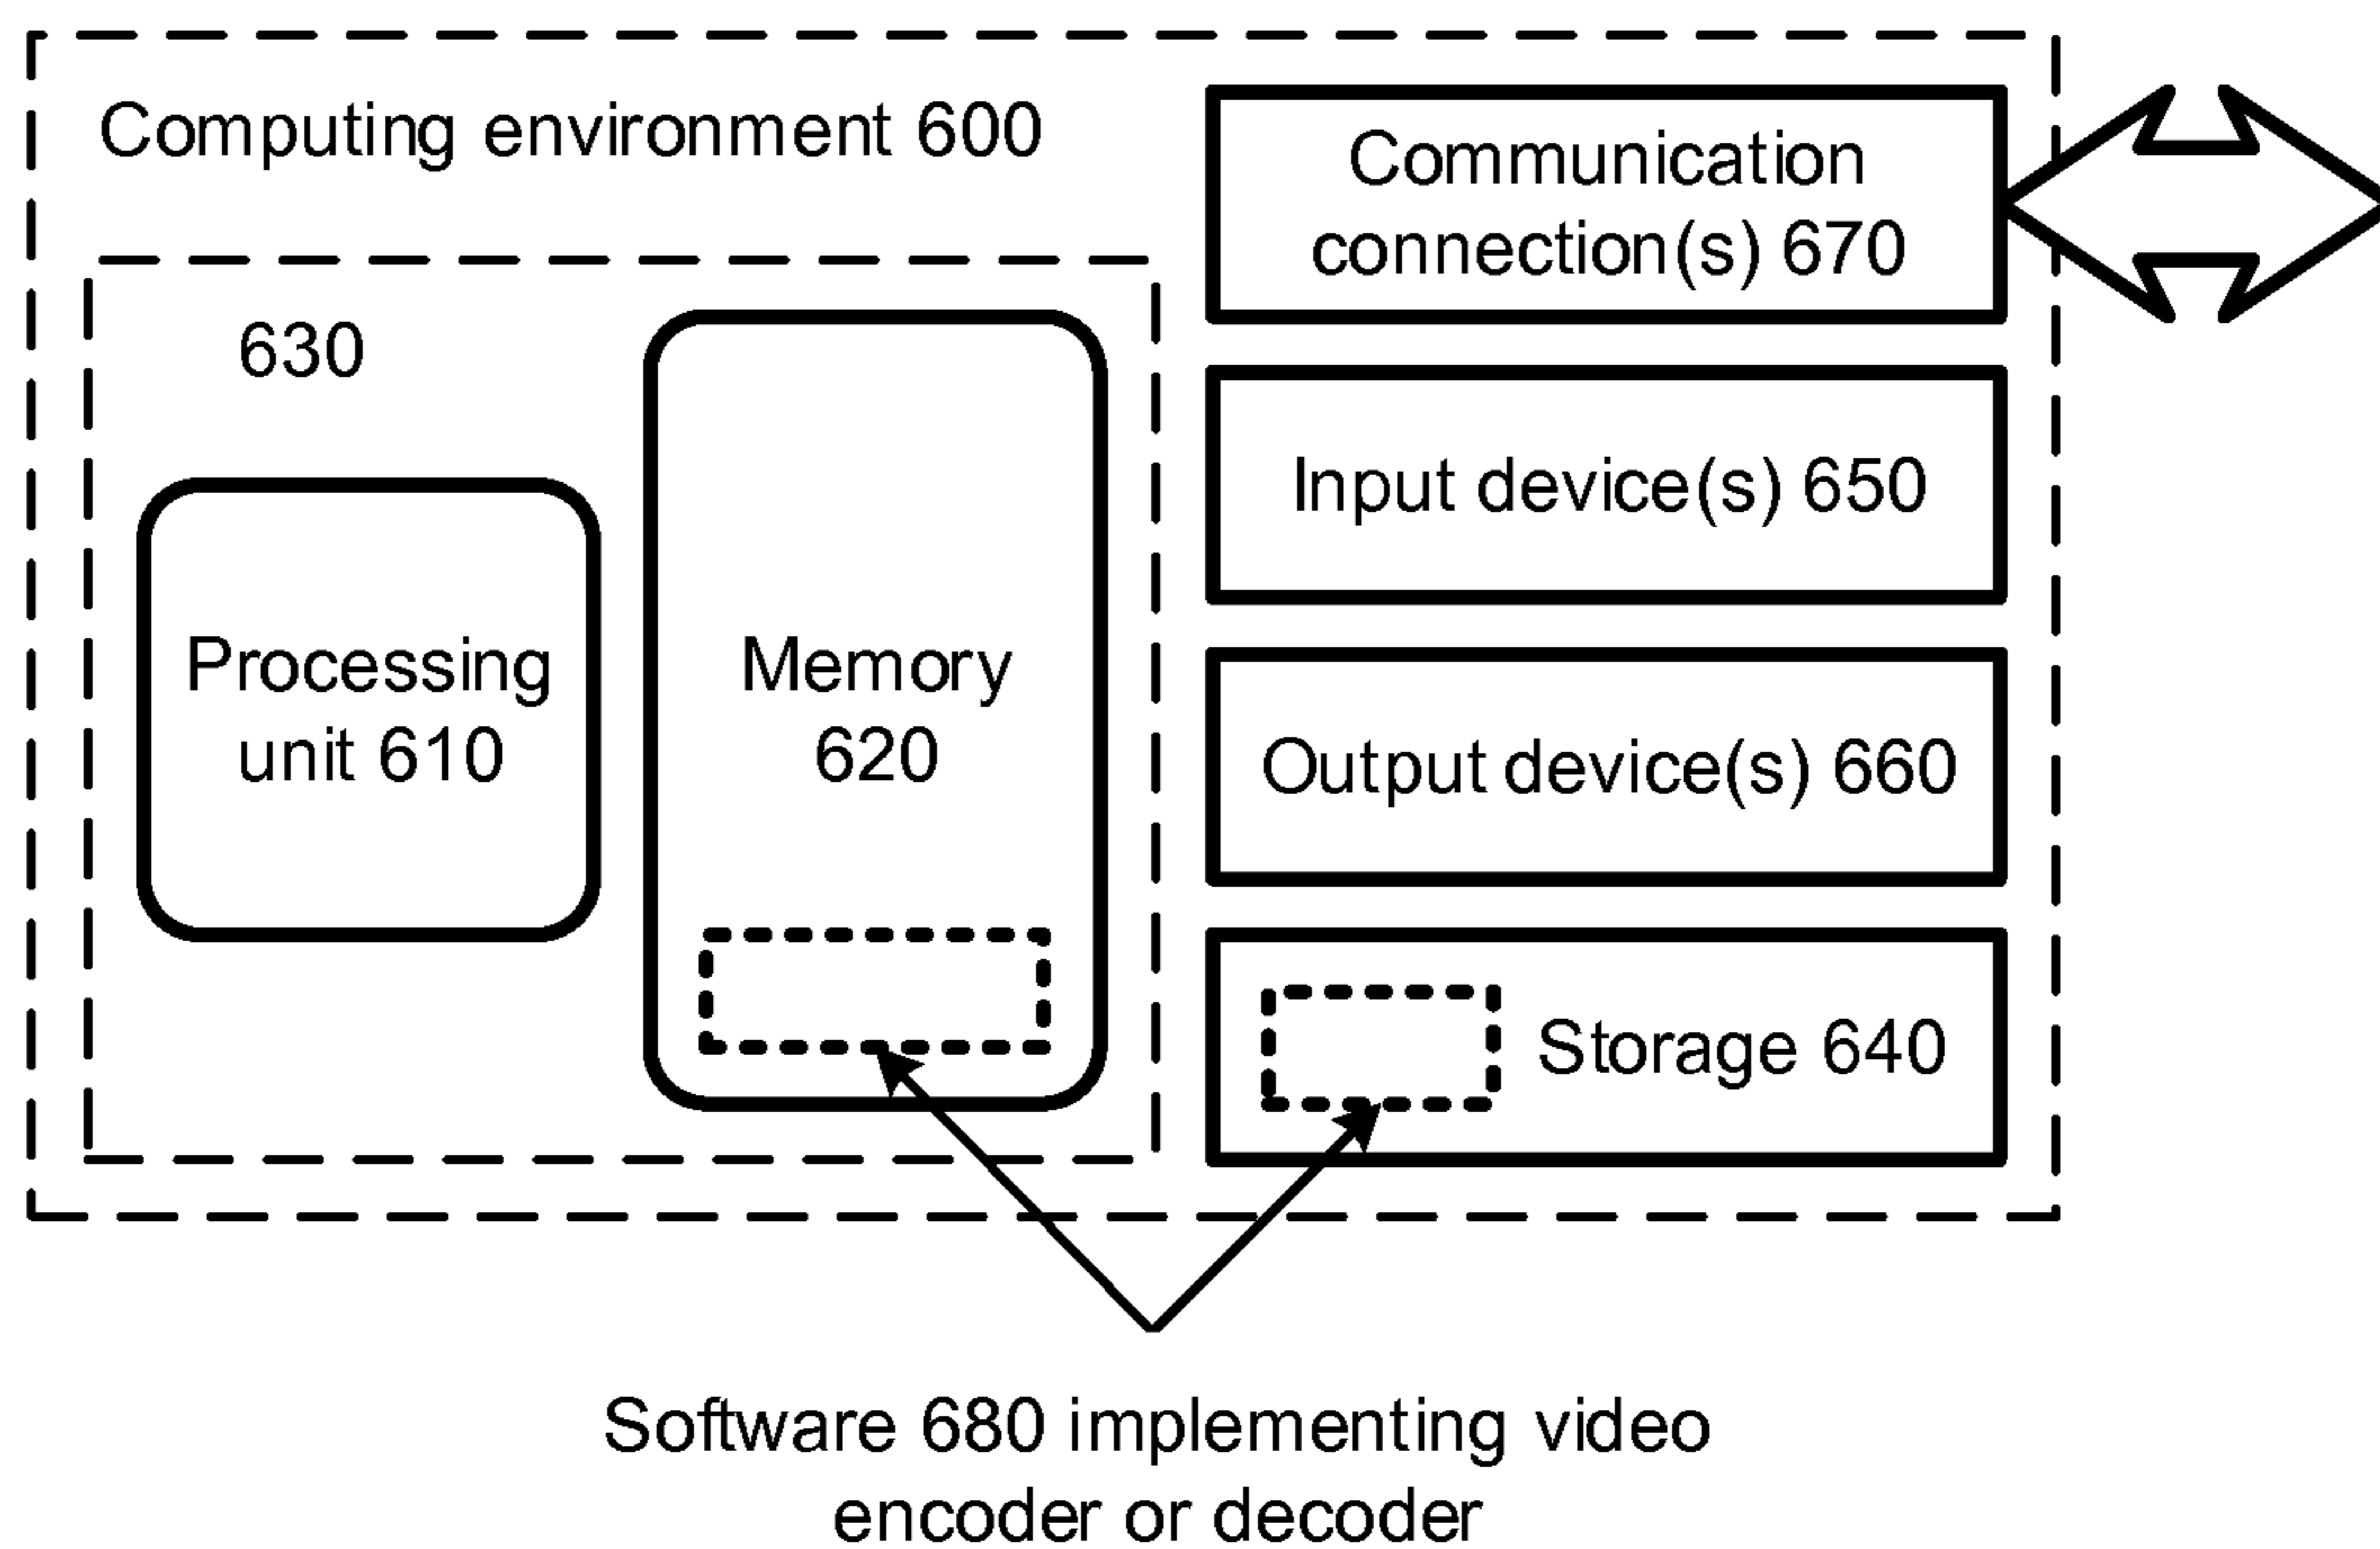 Computing environment 600
630
Processing
unit 610
Memory
620
Communication
connection(s) 670
Input device(s) 650
Output device(s) 660
Storage 640
Software 680 implementing video
encoder or decoder